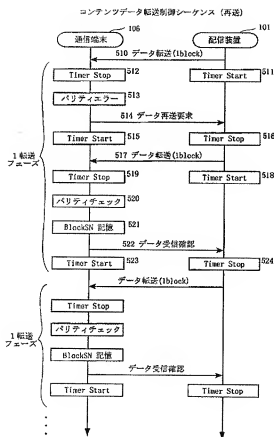 コンテンツデータ転送制御シーケンス (再送)
106 101
通信端末 配信装置
510 データ転送(1block)
Timer Stop 512 Timer Start 511
パリティエラー 513
514 データ再送要求
Timer Start 515 Timer Stop 516
517 データ転送(1block)
Timer Stop 519 Timer Start 518
1転送
フェーズ
パリティチェック 520
BlockSN 記憶 521
522 データ受信確認
Timer Start 523 Timer Stop 524
データ転送(1block)
Timer Stop
1転送
フェーズ
パリティチェック
BlockSN 記憶
データ受信確認
Timer Start Timer Stop